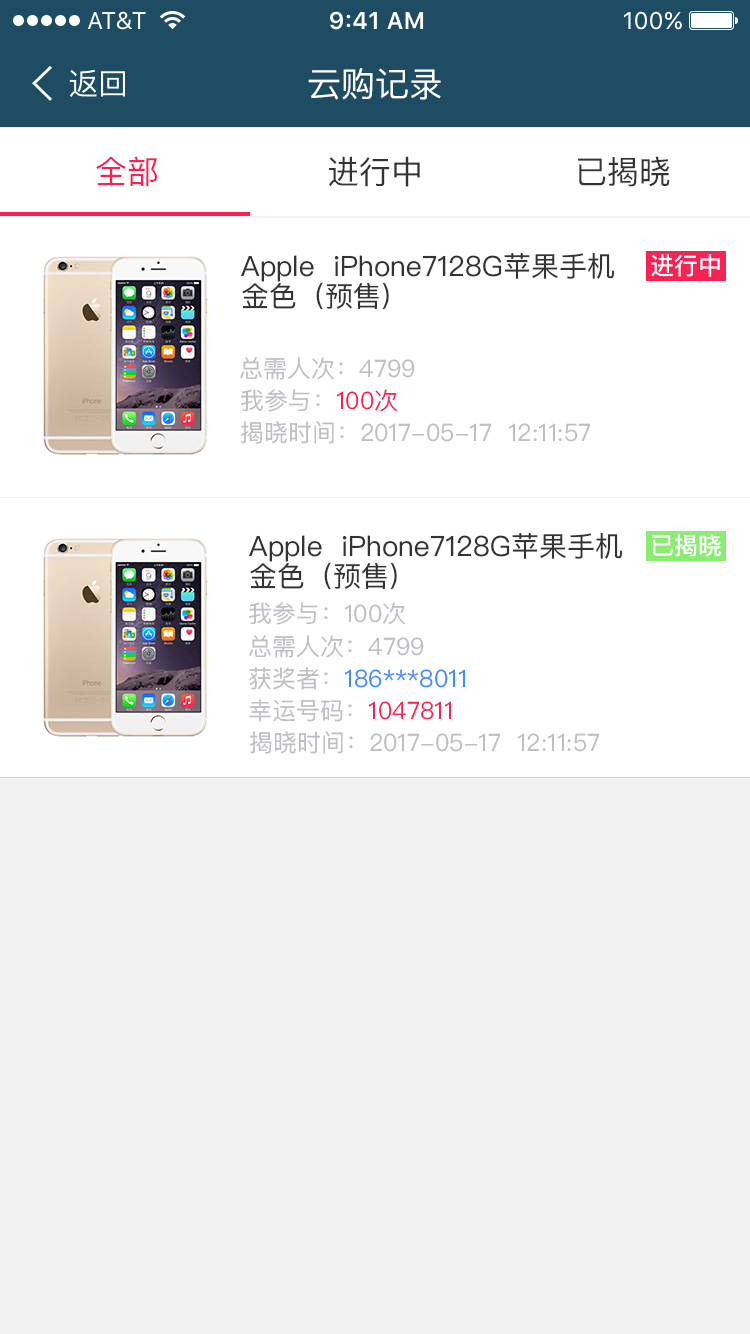 AT&T 9:41 AM 100%
返回 云购记录
全部 进行中 已揭晓
Apple iPhone7128G苹果手机 进行中
金色（预售）
总需人次：4799
我参与：100次
揭晓时间：2017-05-17 12:11:57
Apple iPhone7128G苹果手机 已揭晓
金色（预售）
我参与：100次
总需人次：4799
获奖者：186***8011
幸运号码：1047811
揭晓时间：2017-05-17 12:11:57
iPhone
iPhone